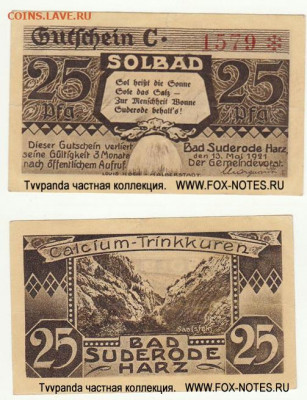 COINS.LAVE.RU
Gutschein C. 1579 *
SOLBAD
25 Pfg
25 Pfg
Sol heißt die Sonne
Sole das Salz —
Zur Menschheit Wonne
Suderode behalt's!
Dieser Gutschein verliert
seine Gültigkeit 3 Monate
nach öffentlichem Aufruf.
Bad Suderode Harz,
den 13. Mai 1921
Der Gemeindevorst.
Tvvpanda частная коллекция. WWW.FOX-NOTES.RU
Calcium-Trinkkuren
25
BAD
SUDERODE
HARZ
25
Tvvpanda частная коллекция. WWW.FOX-NOTES.RU